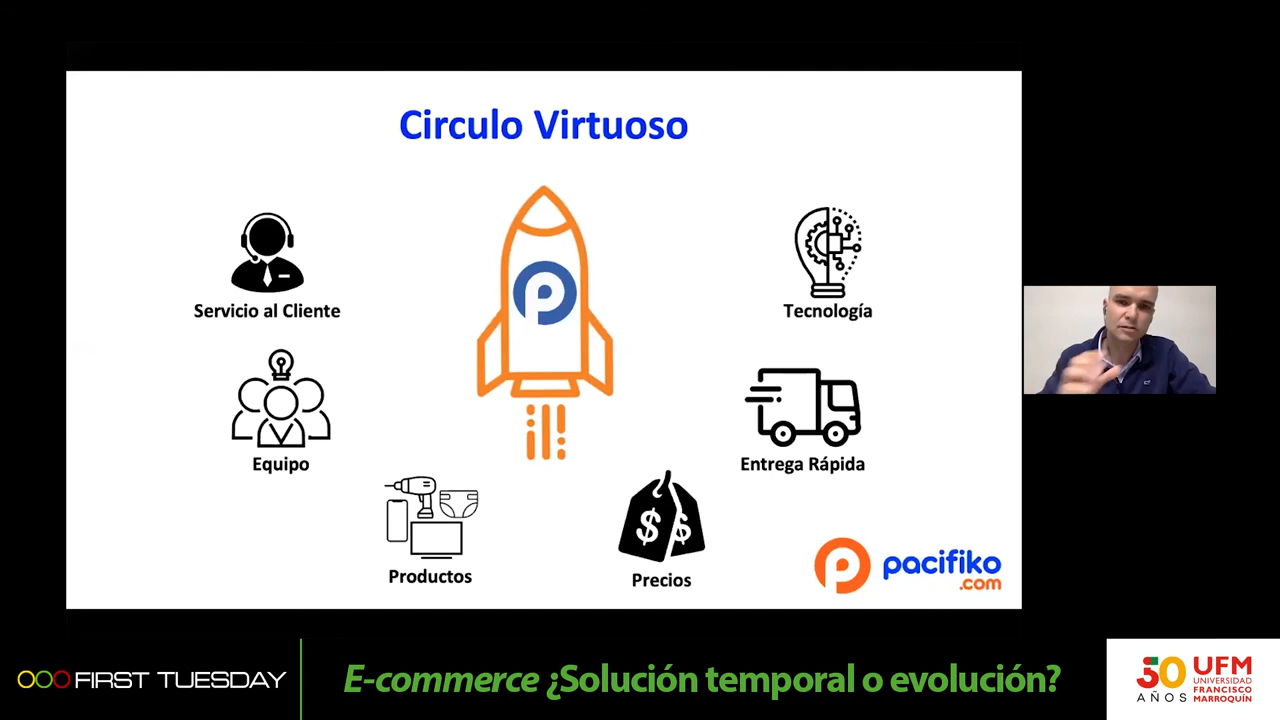 Circulo Virtuoso
Servicio al Cliente
Tecnología
Equipo
Entrega Rápida
Productos
$ $
Precios
pacifiko
.com
FIRST TUESDAY
E-commerce ¿Solución temporal o evolución?
50
AÑOS
UFM
UNIVERSIDAD
FRANCISCO
MARROQUÍN